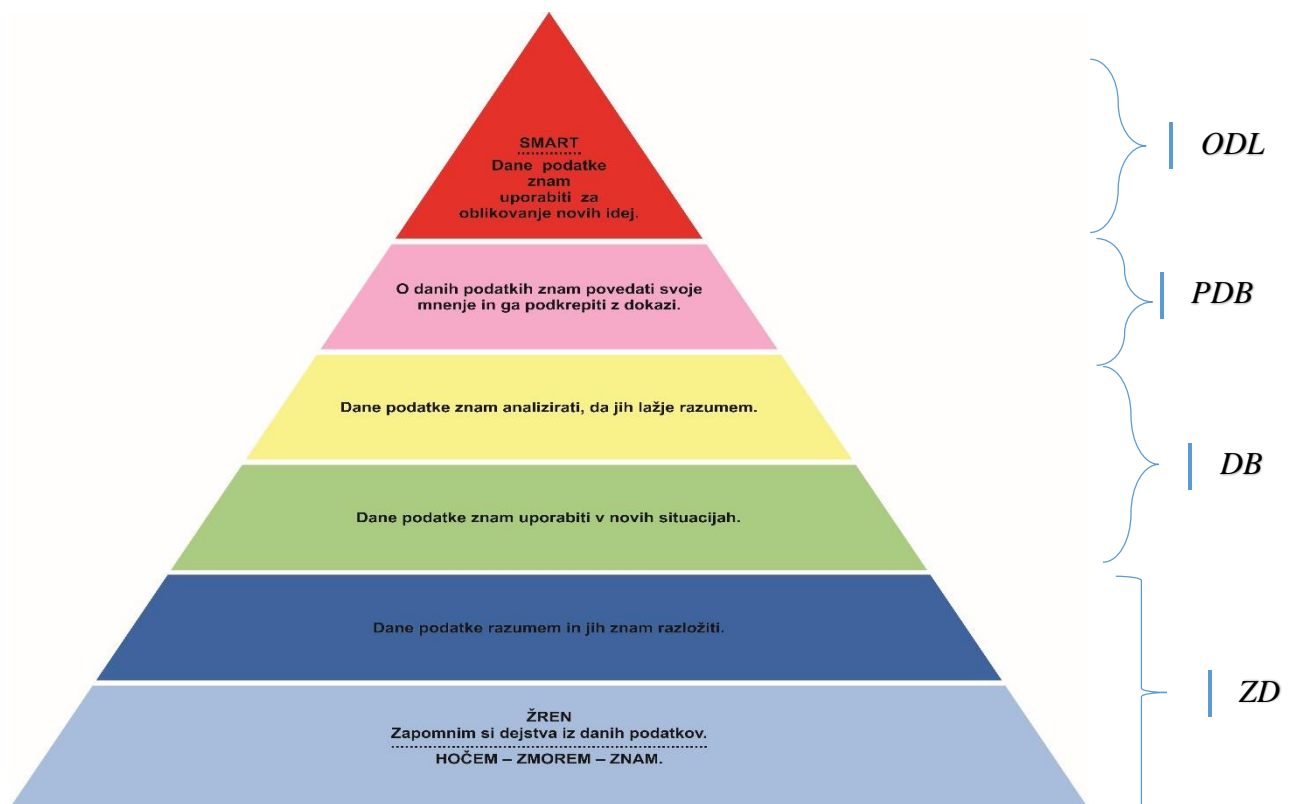 SMART
Dane podatke
znam
uporabiti za
oblikovanje novih idej.
ODL
O danih podatkih znam povedati svoje
mnenje in ga podkrepiti z dokazi.
PDB
Dane podatke znam analizirati, da jih lažje razumem.
DB
Dane podatke znam uporabiti v novih situacijah.
Dane podatke razumem in jih znam razložiti.
ZD
ŽREN
Zapomnim si dejstva iz danih podatkov.
HOČEM – ZMOREM – ZNAM.